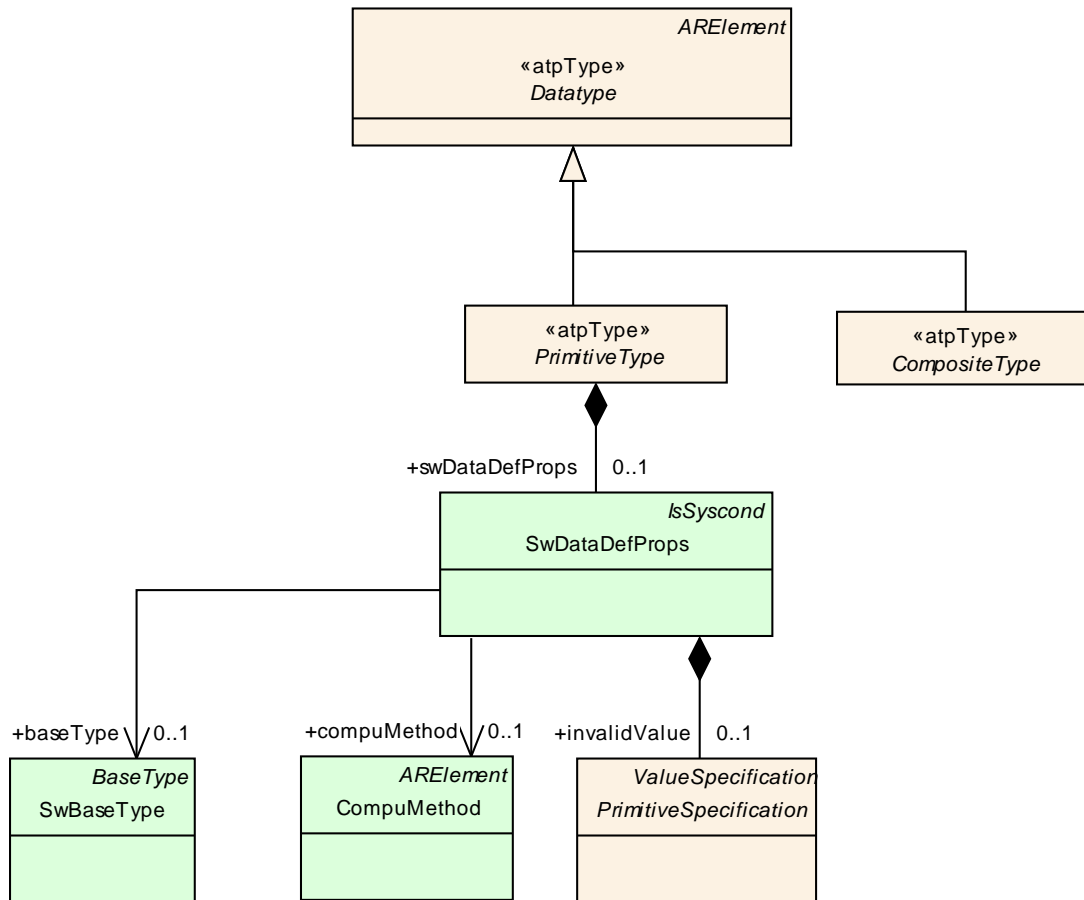 ARElement
«atpType»
Datatype
«atpType»
PrimitiveType
«atpType»
CompositeType
+swDataDefProps 0..1
IsSyscond
SwDataDefProps
+baseType 0..1
+compuMethod 0..1
+invalidValue 0..1
BaseType
SwBaseType
ARElement
CompuMethod
ValueSpecification
PrimitiveSpecification